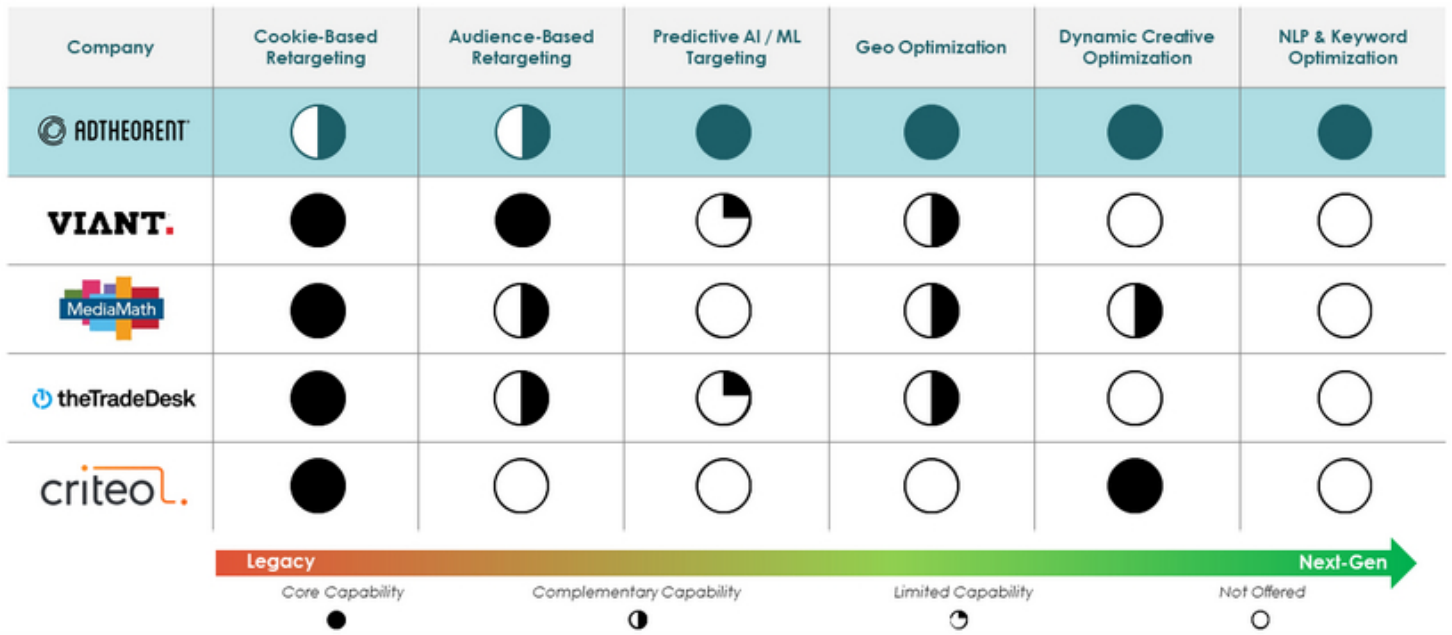 Company
Cookie-Based
Retargeting
Audience-Based
Retargeting
Predictive AI / ML
Targeting
Geo Optimization
Dynamic Creative
Optimization
NLP & Keyword
Optimization
ADTHEORENT
VIANT.
MediaMath
theTradeDesk
criteol.
Legacy
Next-Gen
Core Capability
Complementary Capability
Limited Capability
Not Offered